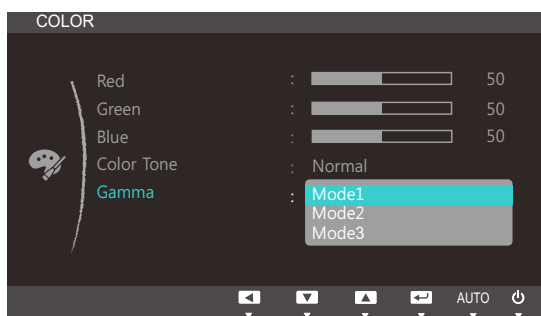 COLOR
Red : 50
Green : 50
Blue : 50
Color Tone : Normal
Gamma : Mode1
Mode2
Mode3
AUTO